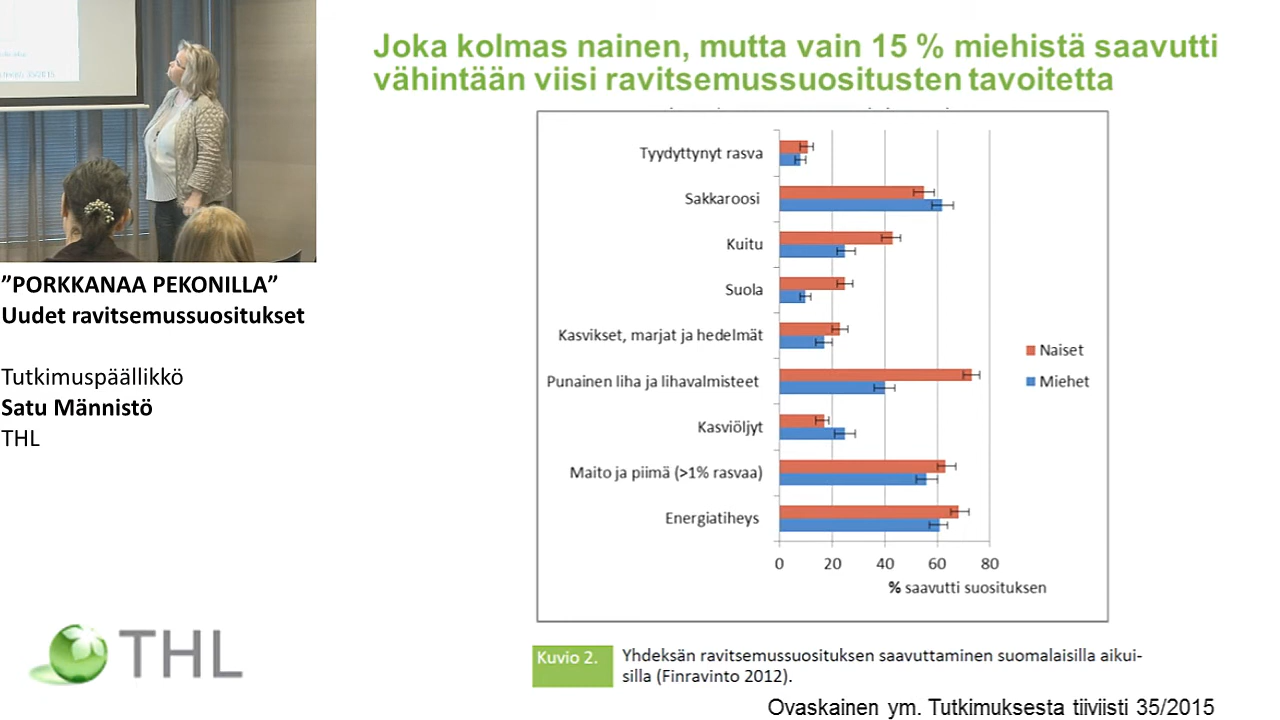 Joka kolmas nainen, mutta vain 15 % miehistä saavutti
vähintään viisi ravitsemussuositusten tavoitetta
”PORKKANAA PEKONILLA”
Uudet ravitsemussuositukset
Tutkimuspäällikkö
Satu Männistö
THL
THL
Tyydyttynyt rasva
Sakkaroosi
Kuitu
Suola
Kasvikset, marjat ja hedelmät
Punainen liha ja lihavalmisteet
Kasviöljyt
Maito ja piimä (>1% rasvaa)
Energiatiheys
0 20 40 60 80
% saavutti suosituksen
Naiset
Miehet
Kuvio 2.
Yhdeksän ravitsemussuosituksen saavuttaminen suomalaisilla aikui-
silla (Finravinto 2012).
Ovaskainen ym. Tutkimuksesta tiiviisti 35/2015